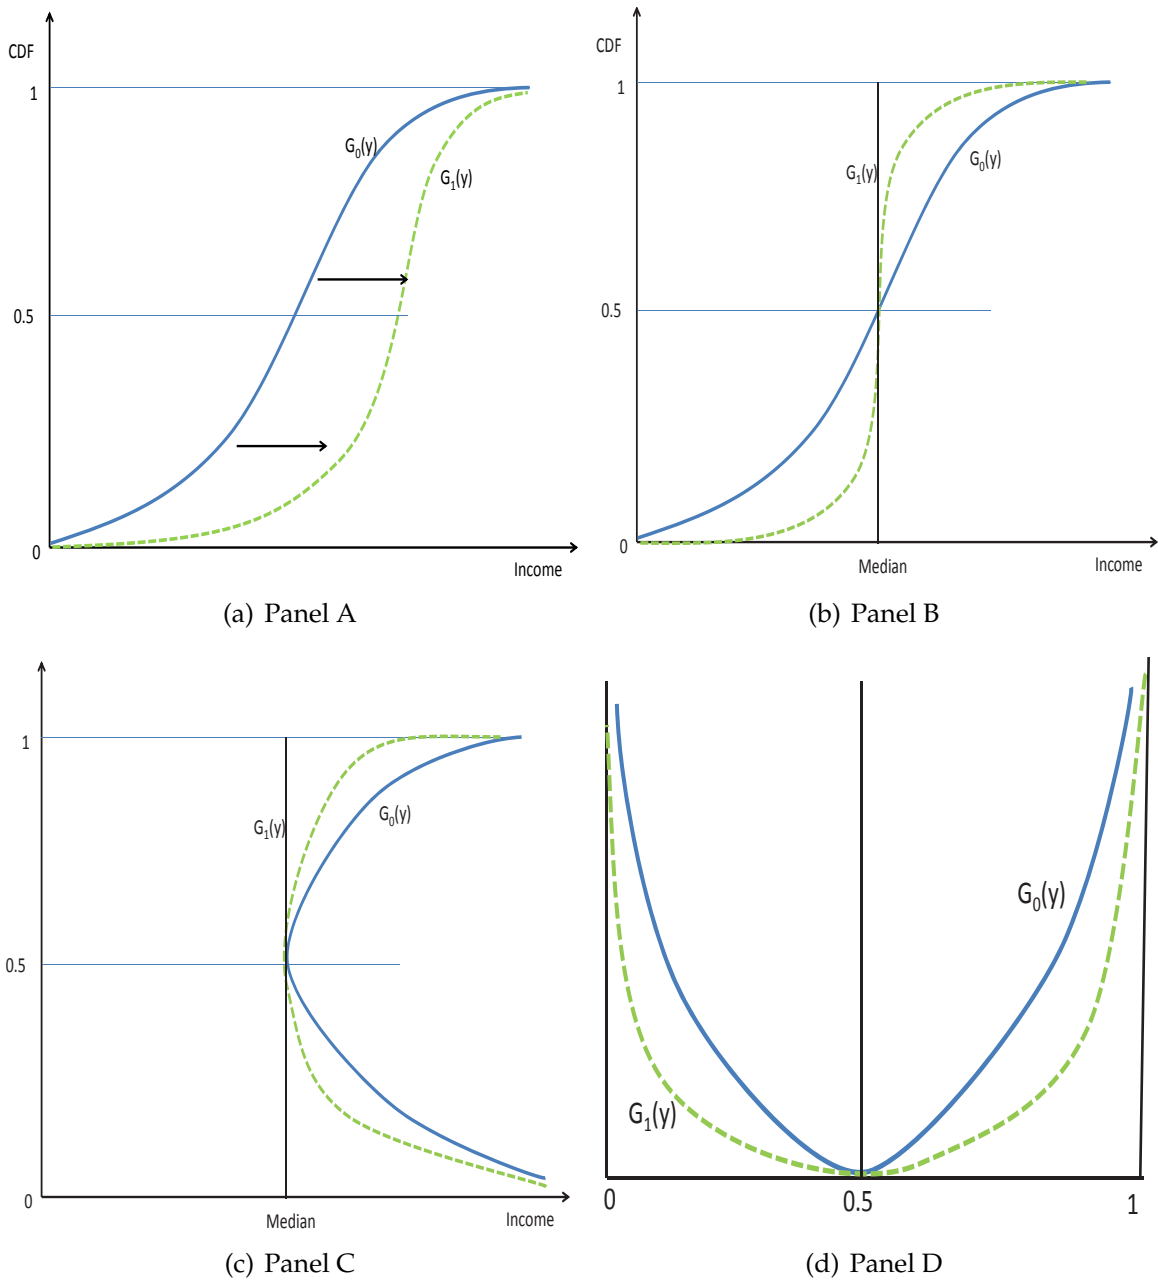 CDF
1
G0(y)
G1(y)
0.5
0
Income
(a) Panel A
CDF
1
G1(y)
G0(y)
0.5
0
Median
Income
(b) Panel B
1
G1(y)
G0(y)
0.5
0
Median
Income
(c) Panel C
G0(y)
G1(y)
0
0.5
1
(d) Panel D